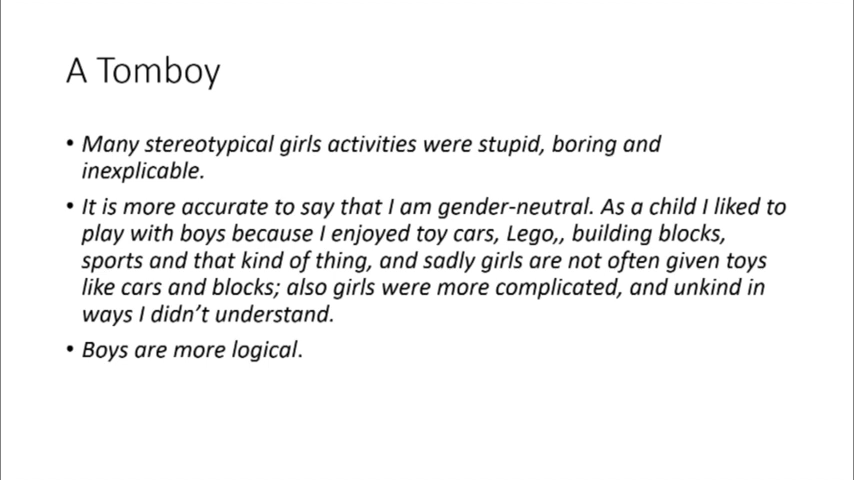 A Tomboy
• Many stereotypical girls activities were stupid, boring and
inexplicable.
• It is more accurate to say that I am gender-neutral. As a child I liked to
play with boys because I enjoyed toy cars, Lego,, building blocks,
sports and that kind of thing, and sadly girls are not often given toys
like cars and blocks; also girls were more complicated, and unkind in
ways I didn’t understand.
• Boys are more logical.